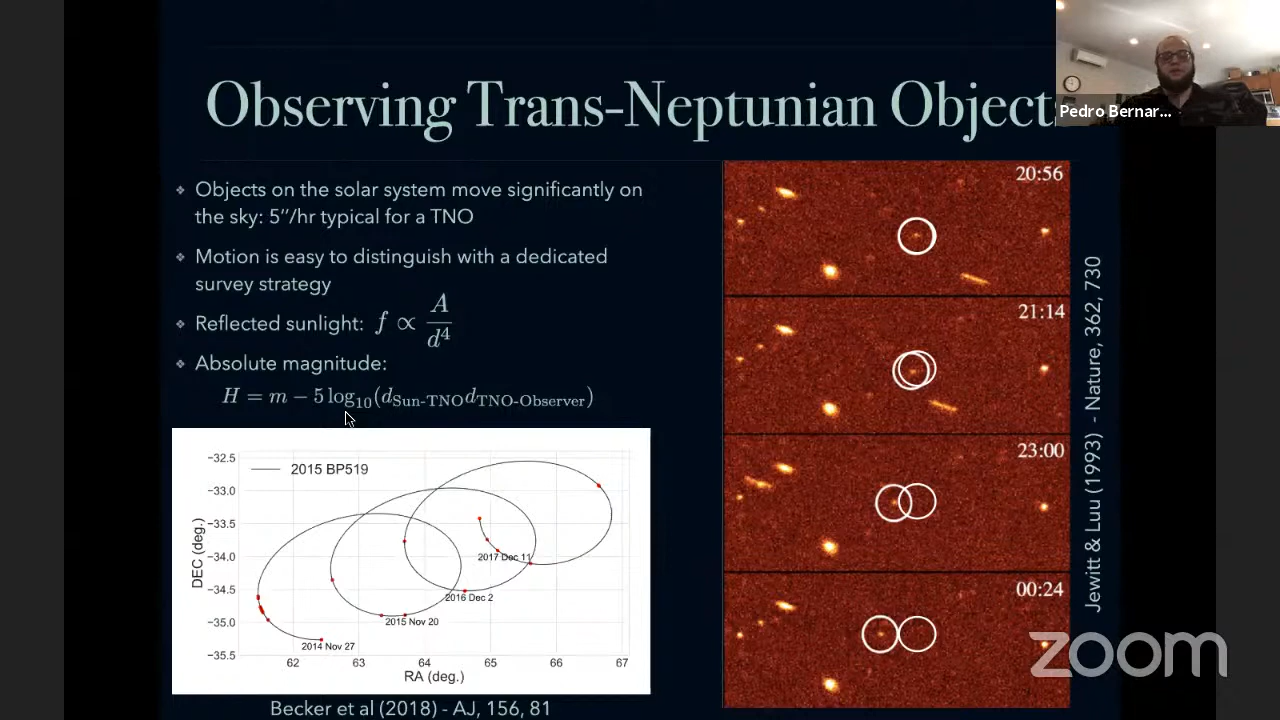 Observing Trans-Neptunian Object
Pedro Bernar...
❖ Objects on the solar system move significantly on
the sky: 5’’/hr typical for a TNO
❖ Motion is easy to distinguish with a dedicated
survey strategy
❖ Reflected sunlight: f ∝ A/d⁴
❖ Absolute magnitude:
H = m − 5 log₁₀(d_Sun-TNO d_TNO-Observer)
2015 BP519
−32.5
−33.0
−33.5
−34.0
−34.5
−35.0
−35.5
DEC (deg.)
2017 Dec 11
2016 Dec 2
2015 Nov 20
2014 Nov 27
62 63 64 65 66 67
RA (deg.)
Becker et al (2018) - AJ, 156, 81
20:56
21:14
23:00
00:24
Jewitt & Luu (1993) - Nature, 362, 730
zoom